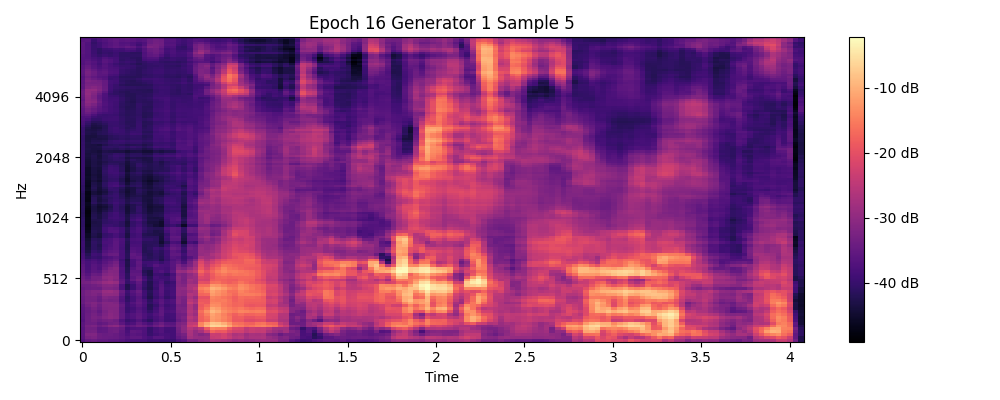 Epoch 16 Generator 1 Sample 5
Hz
4096
2048
1024
512
0
0 0.5 1 1.5 2 2.5 3 3.5 4
Time
-10 dB
-20 dB
-30 dB
-40 dB